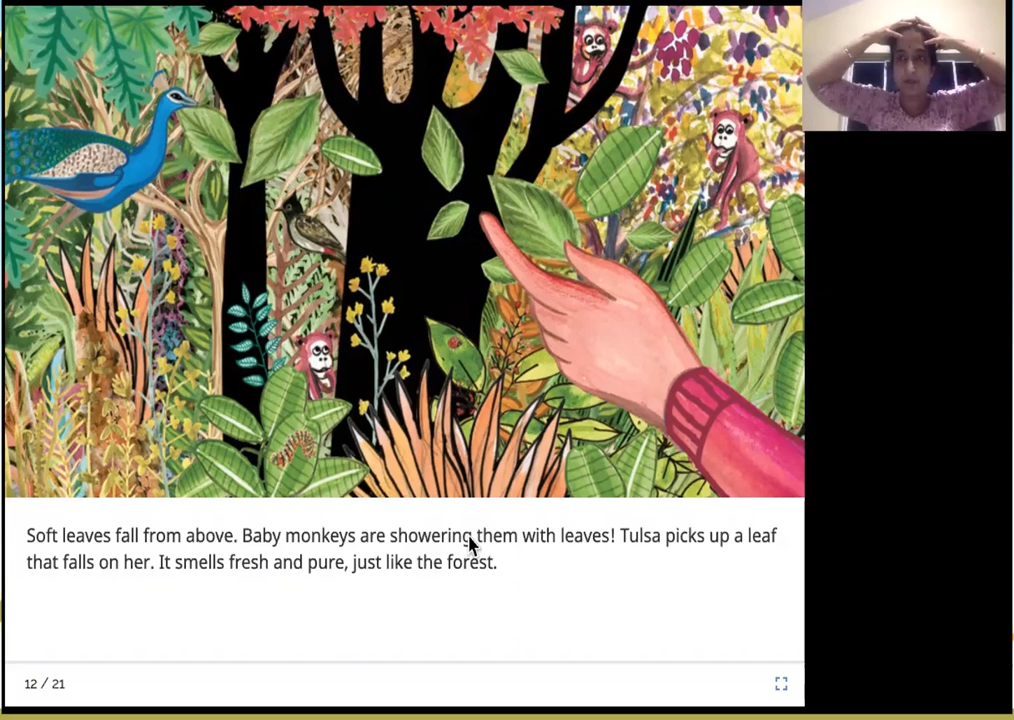 Soft leaves fall from above. Baby monkeys are showering them with leaves! Tulsa picks up a leaf
that falls on her. It smells fresh and pure, just like the forest.
12 / 21